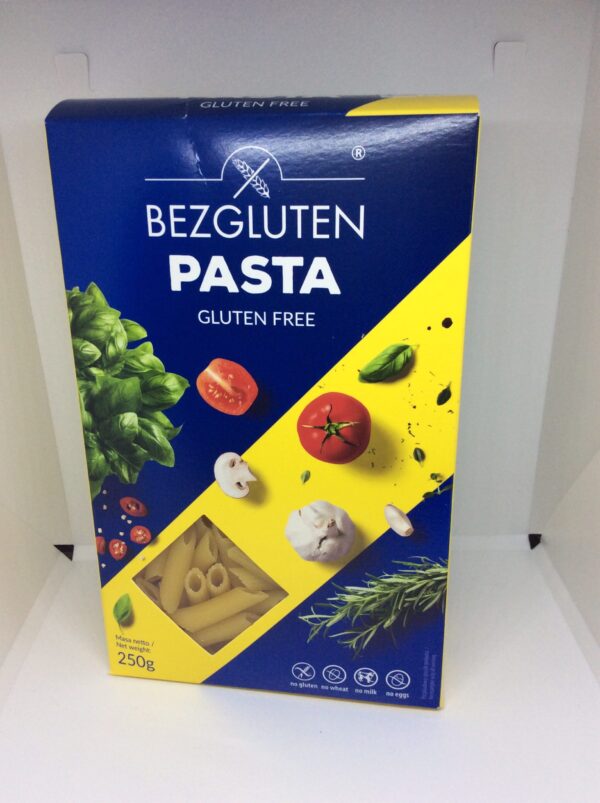 GLUTEN FREE
®
BEZGLUTEN
PASTA
GLUTEN FREE
Masa netto /
Net weight:
250g
no gluten no wheat no milk no eggs